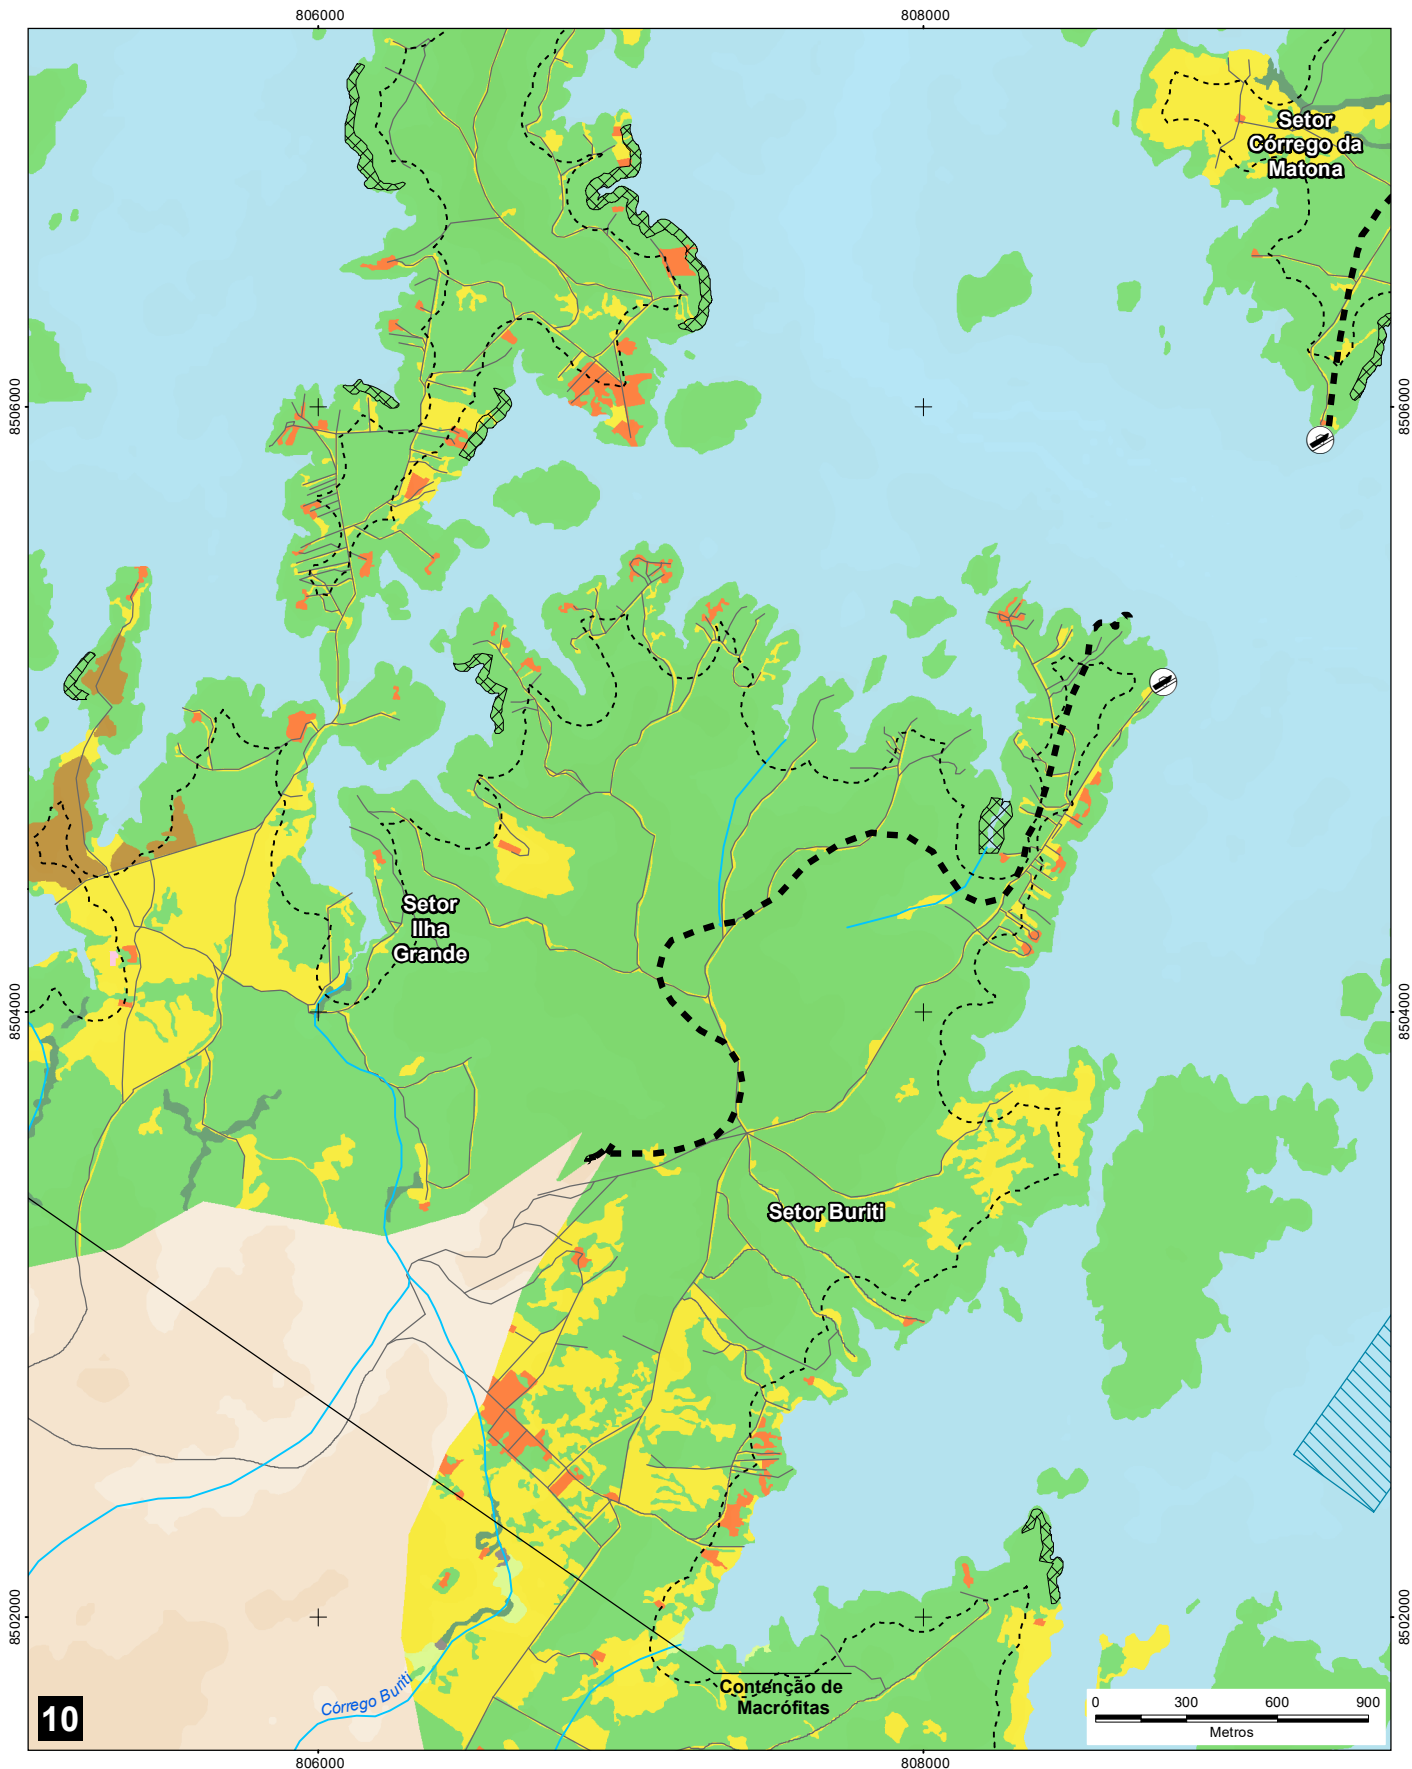 806000
808000
Setor
Córrego da
Matona
8506000
8506000
Setor
Ilha
Grande
8504000
8504000
Setor Buriti
8502000
8502000
Córrego Buriti
Contenção de
Macrófitas
10
0
300
600
900
Metros
806000
808000